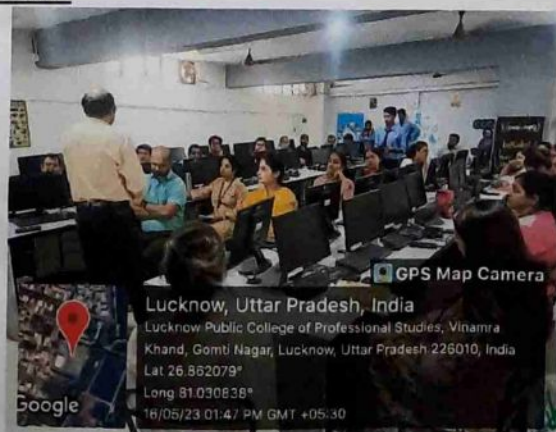 GPS Map Camera
Lucknow, Uttar Pradesh, India
Lucknow Public College of Professional Studies, Vinamra
Khand, Gomti Nagar, Lucknow, Uttar Pradesh 226010, India
Lat 26.862079°
Long 81.030838°
16/05/23 01:47 PM GMT +05:30
Google